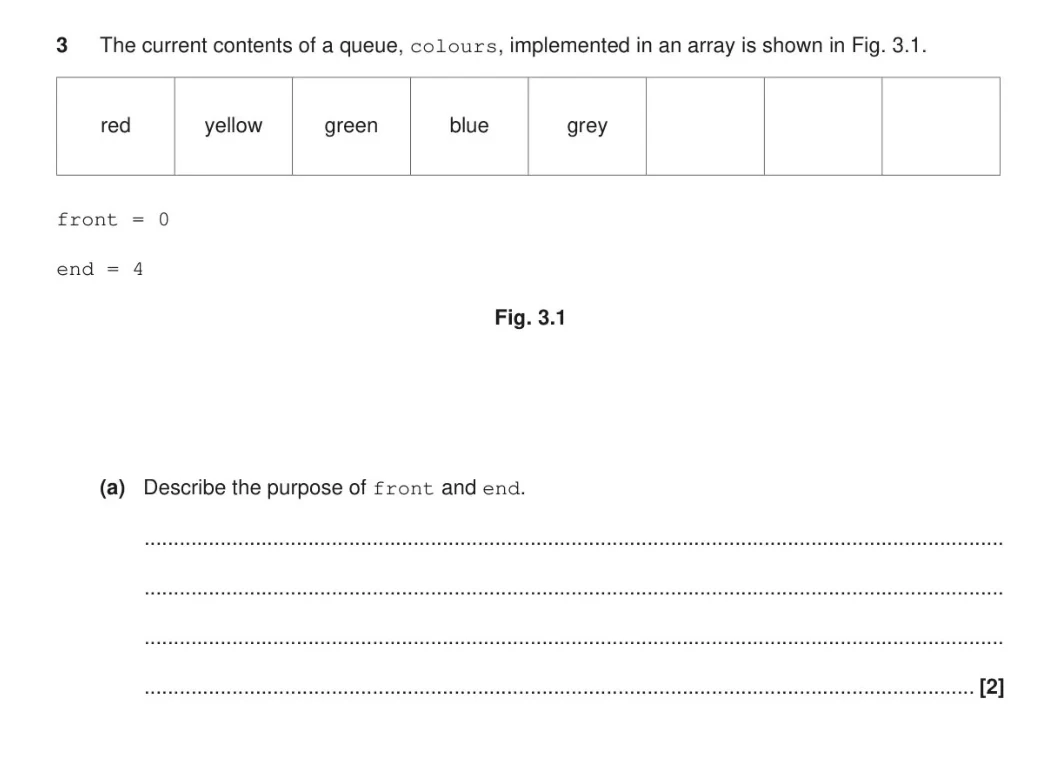 3 The current contents of a queue, colours, implemented in an array is shown in Fig. 3.1.
red yellow green blue grey
front = 0
end = 4
Fig. 3.1
(a) Describe the purpose of front and end.
...................................................................................................................................................
...................................................................................................................................................
...................................................................................................................................................
.............................................................................................................................................. [2]